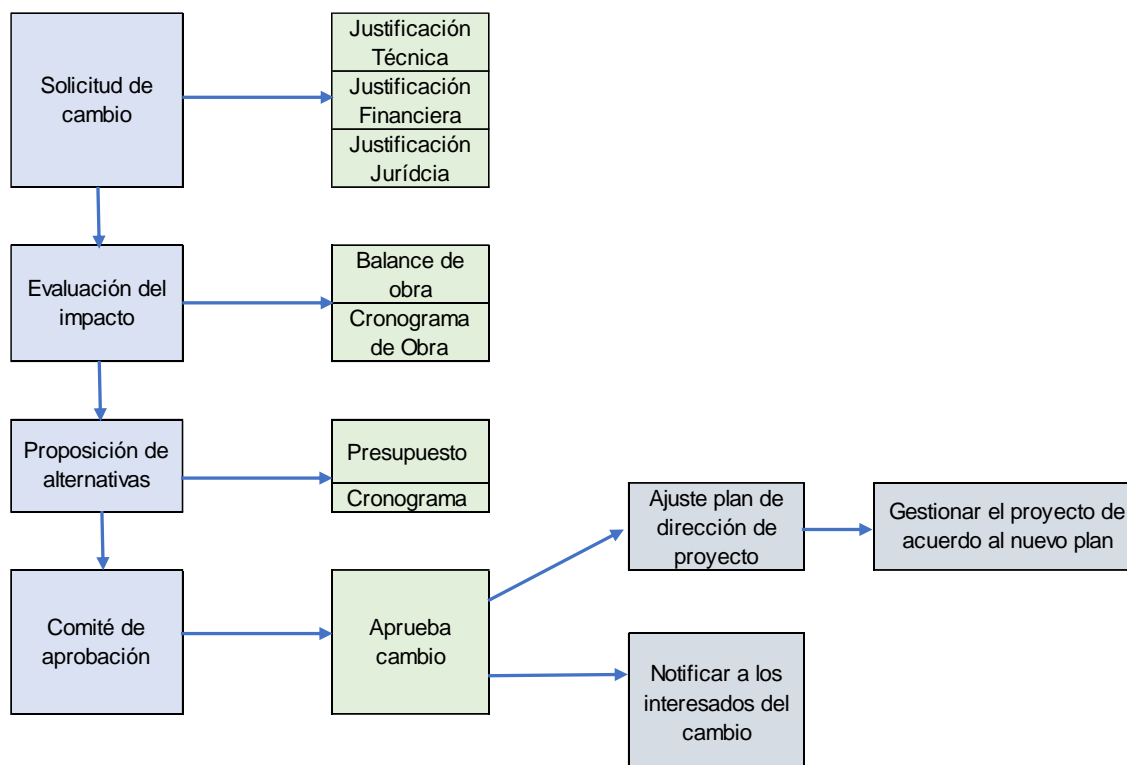 Solicitud de
cambio
Justificación
Técnica
Justificación
Financiera
Justificación
Jurídcia
Evaluación del
impacto
Balance de
obra
Cronograma
de Obra
Proposición de
alternativas
Presupuesto
Cronograma
Ajuste plan de
dirección de
proyecto
Gestionar el proyecto de
acuerdo al nuevo plan
Comité de
aprobación
Aprueba
cambio
Notificar a los
interesados del
cambio